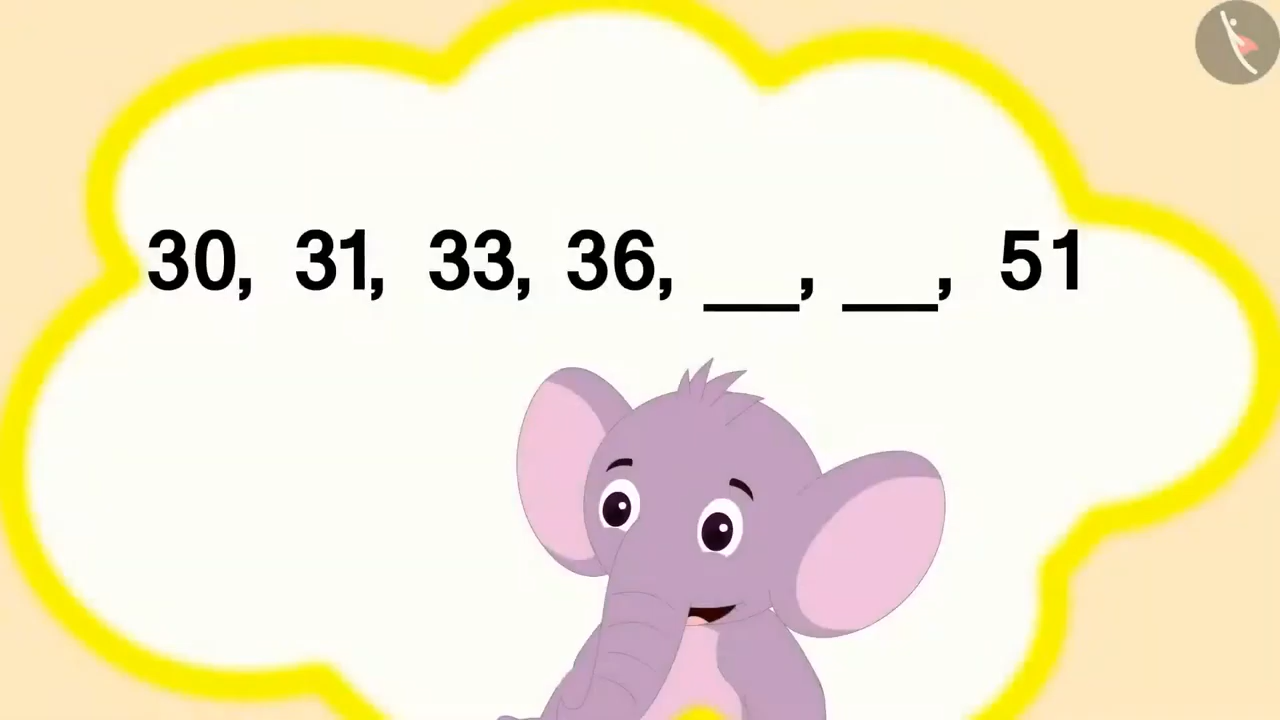 30, 31, 33, 36, __, __, 51